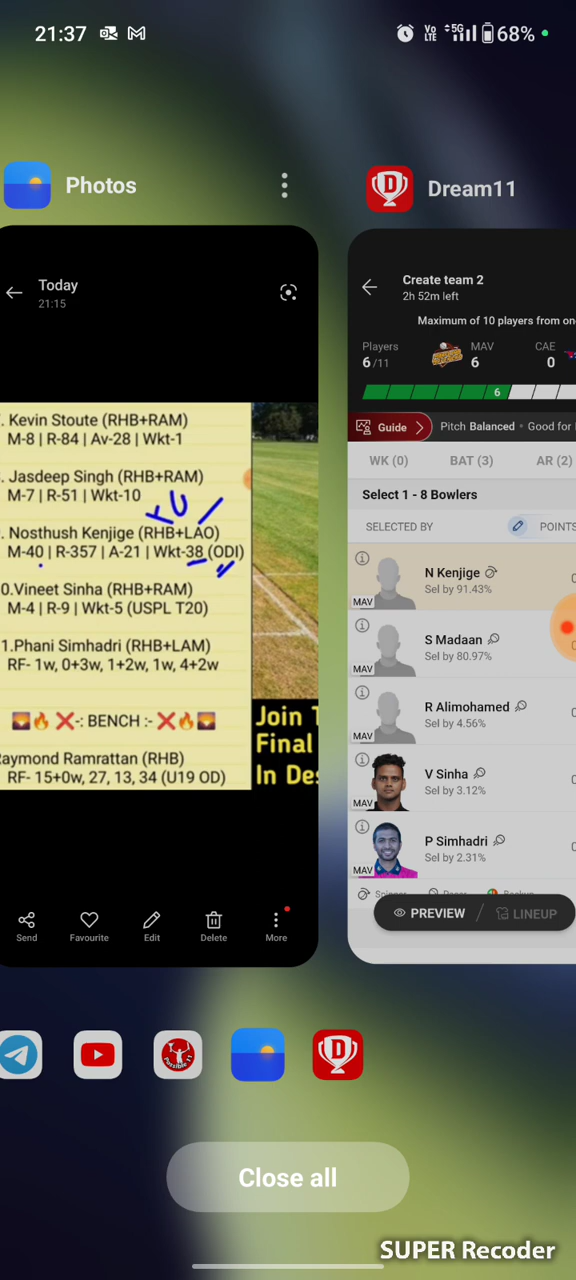 21:37
VoLTE 5G 68%
Photos
Dream11
Today
21:15
. Kevin Stoute (RHB+RAM)
M-8 | R-84 | Av-28 | Wkt-1
. Jasdeep Singh (RHB+RAM)
M-7 | R-51 | Wkt-10
. Nosthush Kenjige (RHB+LAO)
M-40 | R-357 | A-21 | Wkt-38 (ODI)
0.Vineet Sinha (RHB+RAM)
M-4 | R-9 | Wkt-5 (USPL T20)
1.Phani Simhadri (RHB+LAM)
RF- 1w, 0+3w, 1+2w, 1w, 4+2w
🌄🔥 ❌-: BENCH :- ❌🔥🌄
Raymond Ramrattan (RHB)
RF- 15+0w, 27, 13, 34 (U19 OD)
Join
Final
In Des
Send
Favourite
Edit
Delete
More
Create team 2
2h 52m left
Maximum of 10 players from on
Players
6/11
MAV
6
CAE
0
6
Guide
Pitch Balanced • Good for
WK (0)
BAT (3)
AR (2)
Select 1 - 8 Bowlers
SELECTED BY
POINTS
N Kenjige
Sel by 91.43%
MAV
S Madaan
Sel by 80.97%
MAV
R Alimohamed
Sel by 4.56%
MAV
V Sinha
Sel by 3.12%
MAV
P Simhadri
Sel by 2.31%
MAV
PREVIEW
LINEUP
Close all
SUPER Recoder